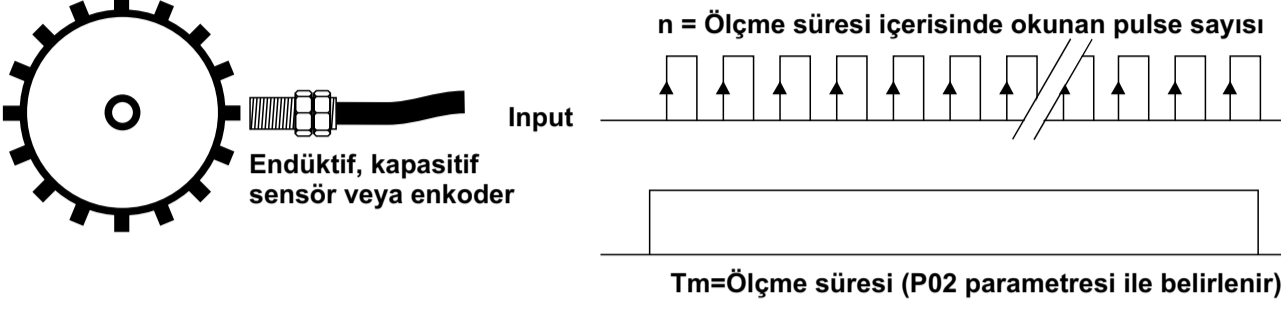 n = Ölçme süresi içerisinde okunan pulse sayısı
Input
Endüktif, kapasitif
sensör veya enkoder
Tm=Ölçme süresi (P02 parametresi ile belirlenir)